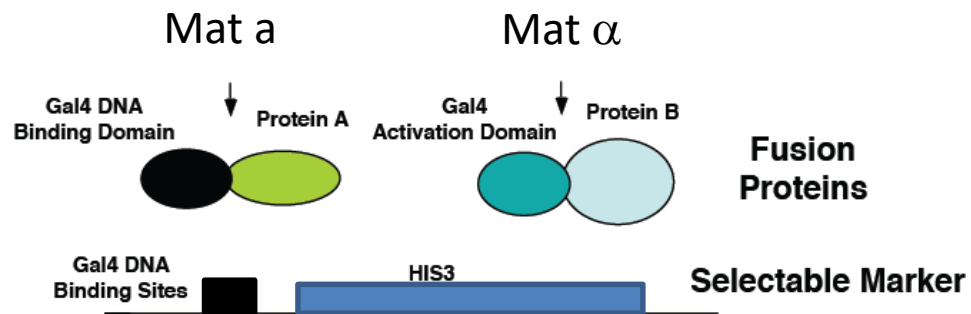 Mat a
Mat α
Gal4 DNA
Binding Domain
Protein A
Gal4
Activation Domain
Protein B
Fusion
Proteins
Gal4 DNA
Binding Sites
HIS3
Selectable Marker